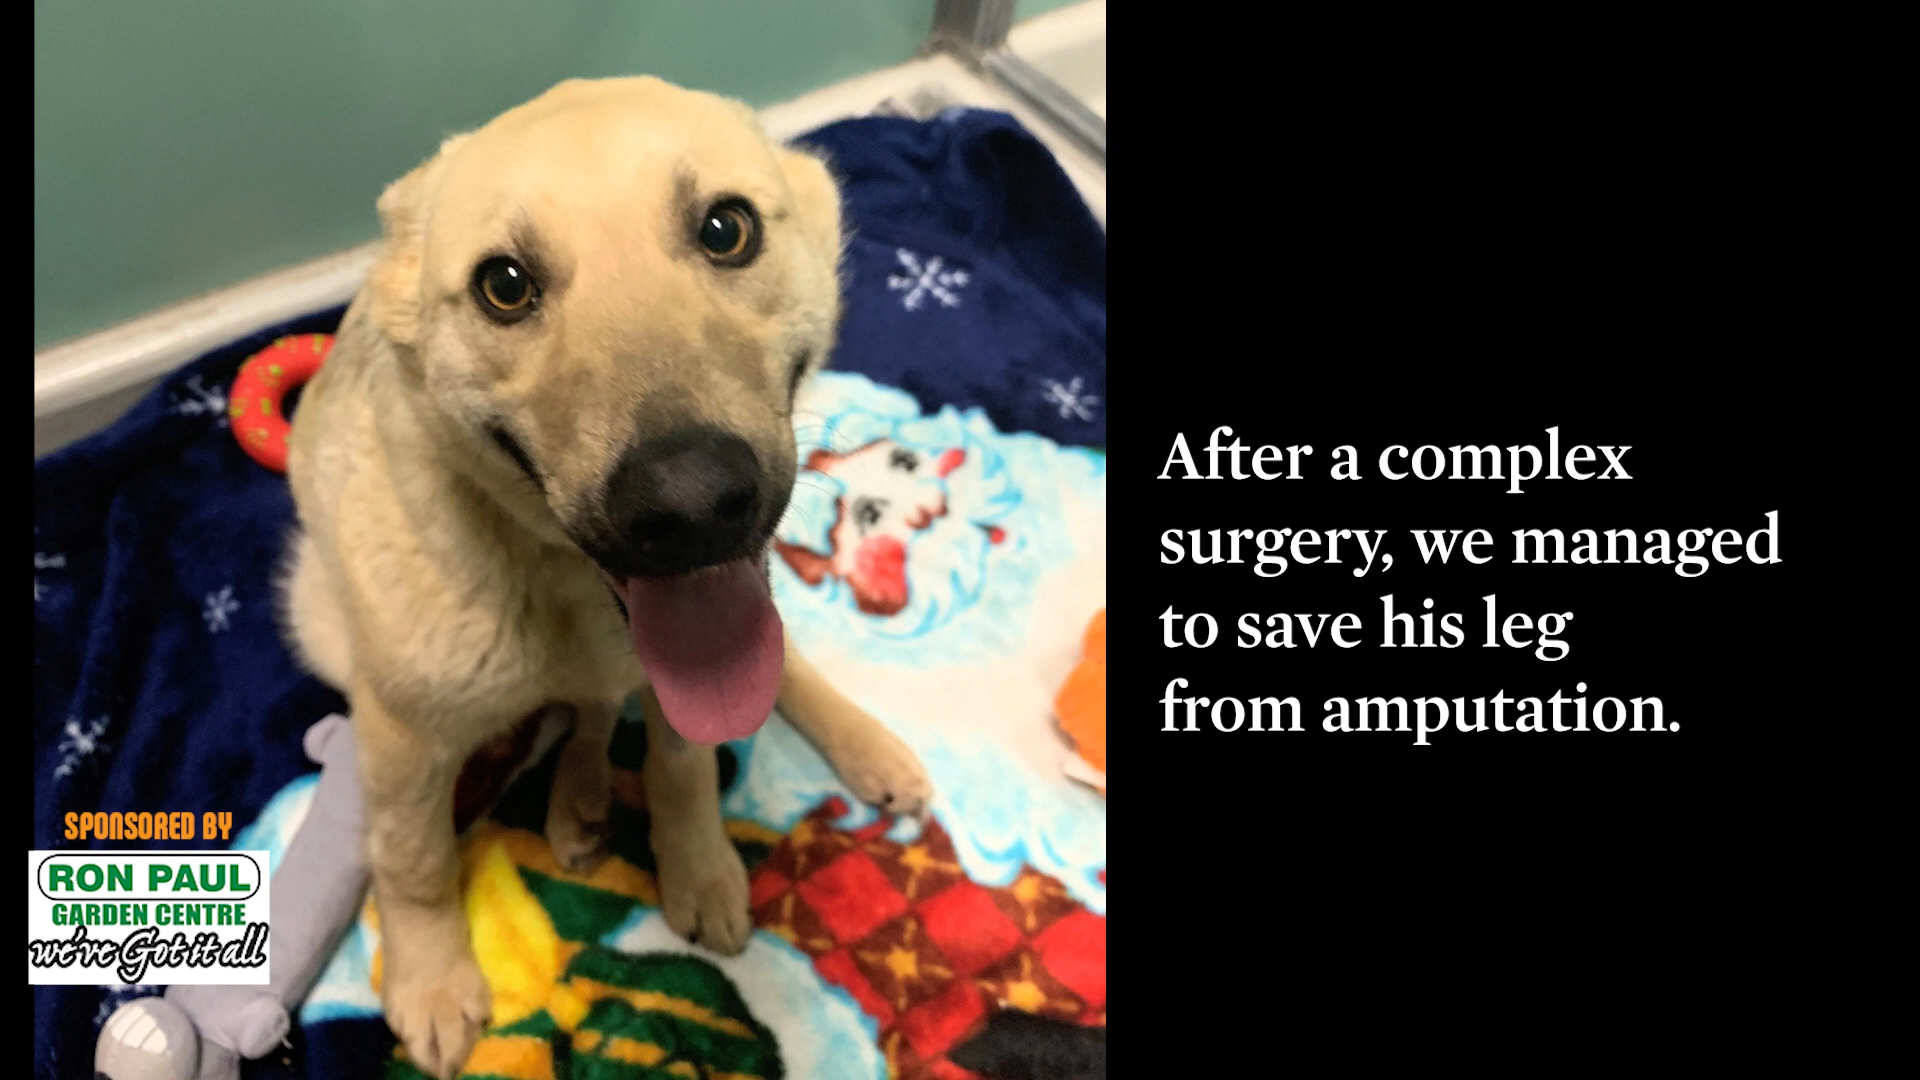 After a complex
surgery, we managed
to save his leg
from amputation.
SPONSORED BY
RON PAUL
GARDEN CENTRE
we've Got it all